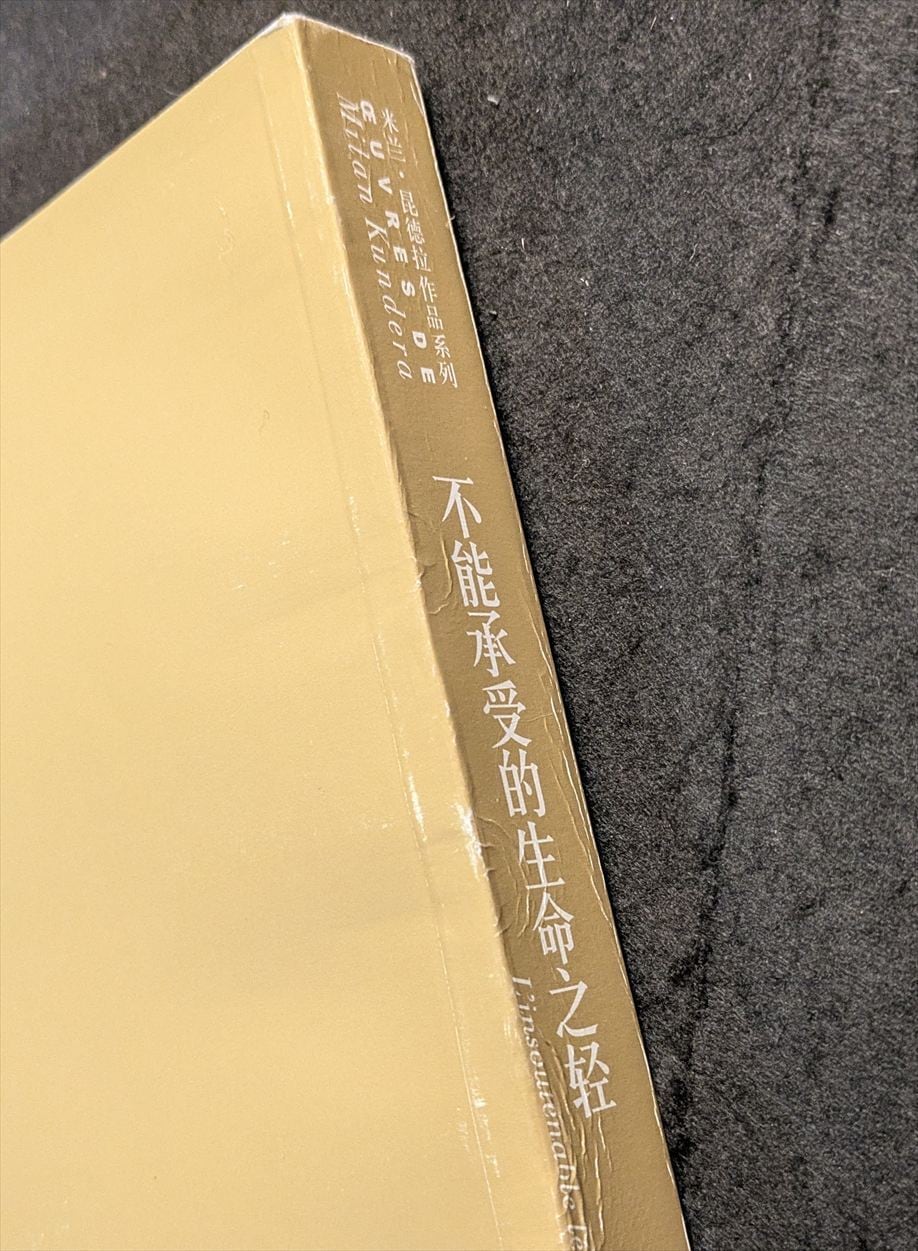 米兰·昆德拉作品系列
ŒUVRES DE
Milan Kundera
不能承受的生命之轻
L'insoutenable